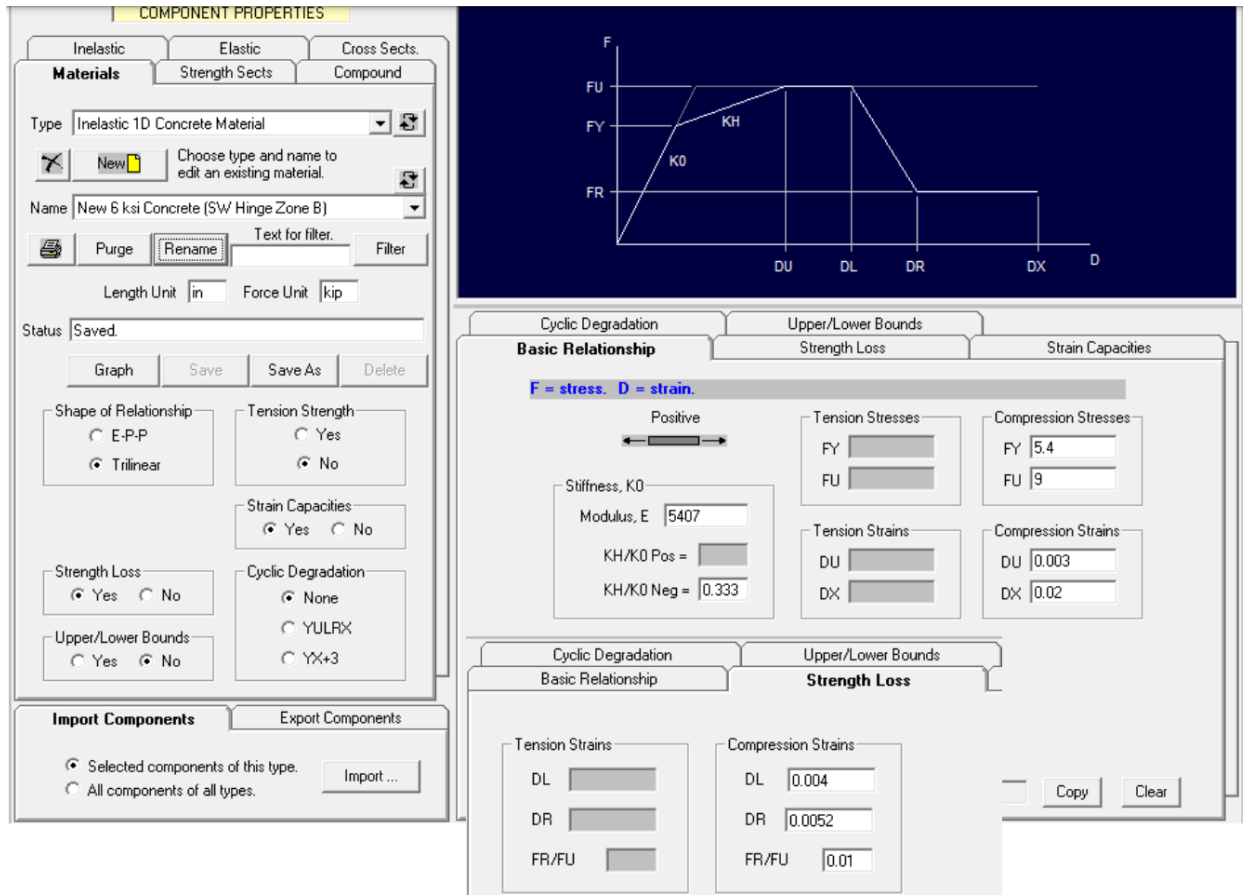 COMPONENT PROPERTIES
Inelastic Elastic Cross Sects.
Materials Strength Sects Compound
Type Inelastic 1D Concrete Material
New Choose type and name to
edit an existing material.
Name New 6 ksi Concrete (SW Hinge Zone B)
Text for filter.
Purge Rename Filter
Length Unit in Force Unit kip
Status Saved.
Graph Save Save As Delete
Shape of Relationship Tension Strength
E-P-P Yes
Trilinear No
Strain Capacities
Yes No
Strength Loss Cyclic Degradation
Yes No None
YULRX
Upper/Lower Bounds
Yes No YX+3
Import Components Export Components
Selected components of this type.
All components of all types.
Import ...
F
FU
FY
KH
K0
FR
DU DL DR DX D
Cyclic Degradation Upper/Lower Bounds
Basic Relationship Strength Loss Strain Capacities
F = stress. D = strain.
Positive Tension Stresses Compression Stresses
FY FY 5.4
FU FU 9
Stiffness, K0
Modulus, E 5407
Tension Strains Compression Strains
KH/K0 Pos = DU DU 0.003
KH/K0 Neg = 0.333 DX DX 0.02
Cyclic Degradation Upper/Lower Bounds
Basic Relationship Strength Loss
Tension Strains Compression Strains
DL DL 0.004
DR DR 0.0052
FR/FU FR/FU 0.01
Copy Clear